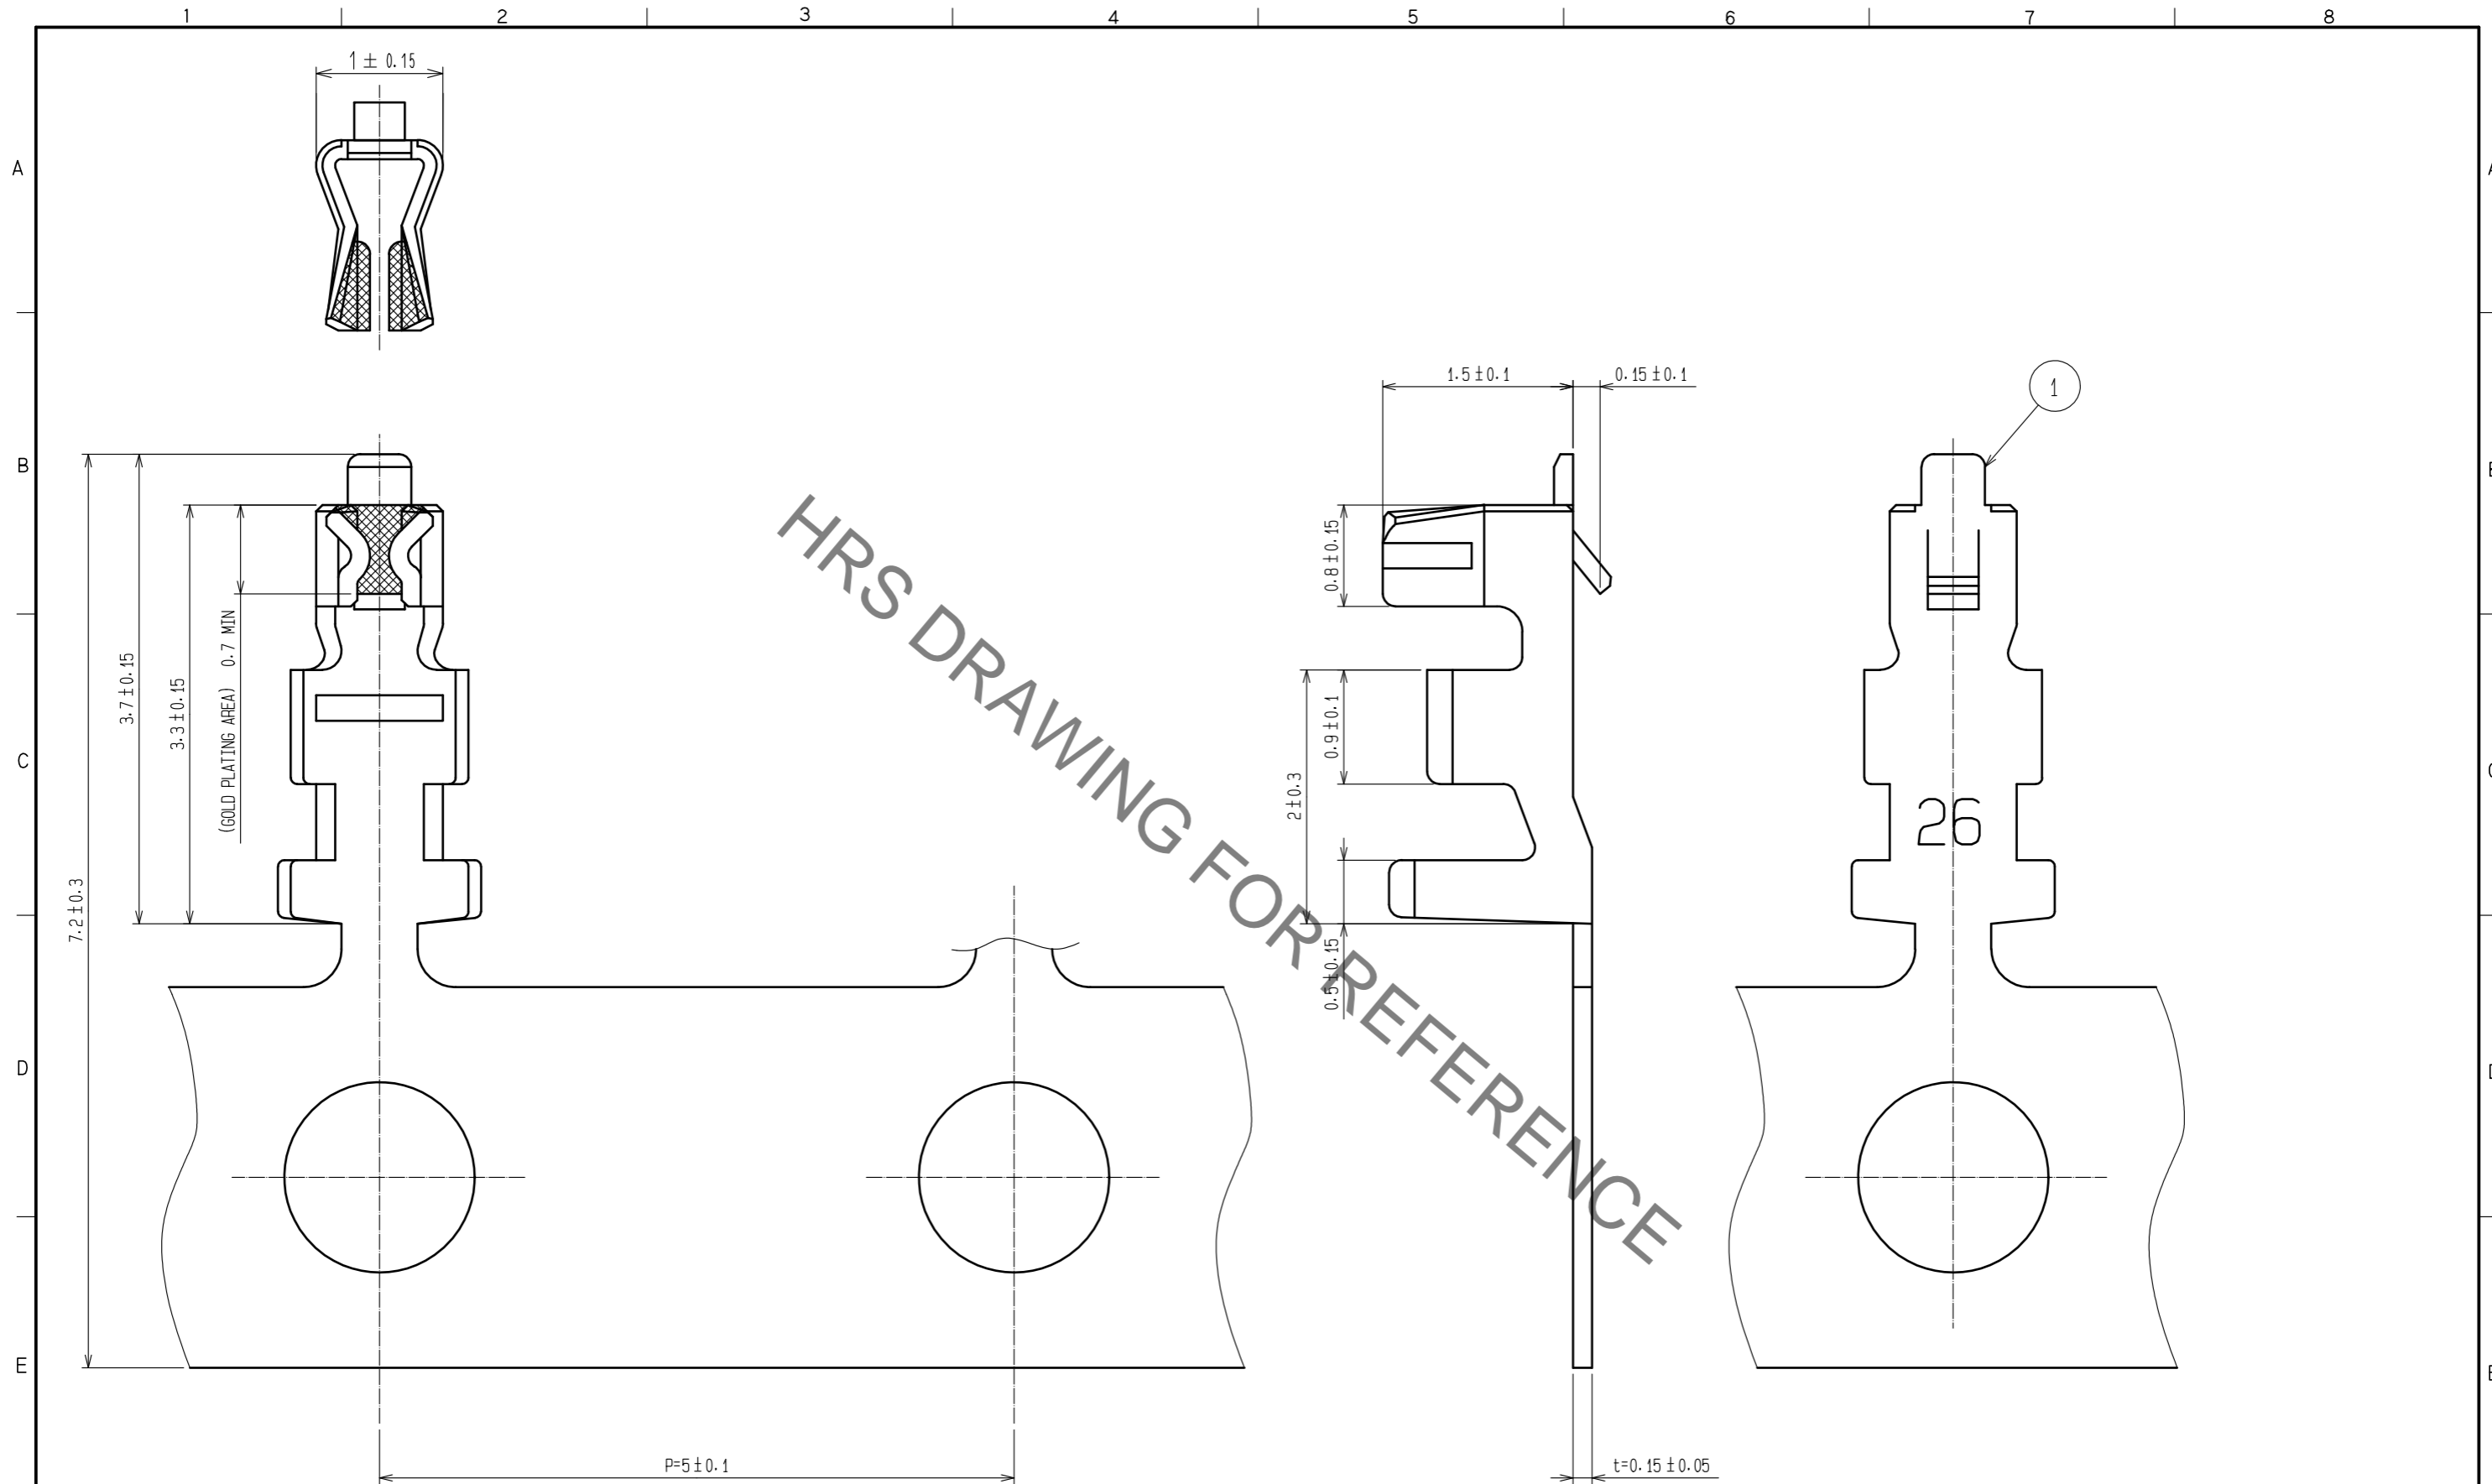 1 2 3 4 5 6 7 8
1 ± 0.15
A
1.5±0.1 0.15±0.1
1
B
HRS DRAWING FOR REFERENCE
0.8±0.15
(GOLD PLATING AREA) 0.7 MIN
3.7±0.15
3.3±0.15
0.9±0.1
C
2±0.3
26
7.2±0.3
0.5±0.15
D
E
P=5±0.1
t=0.15±0.05